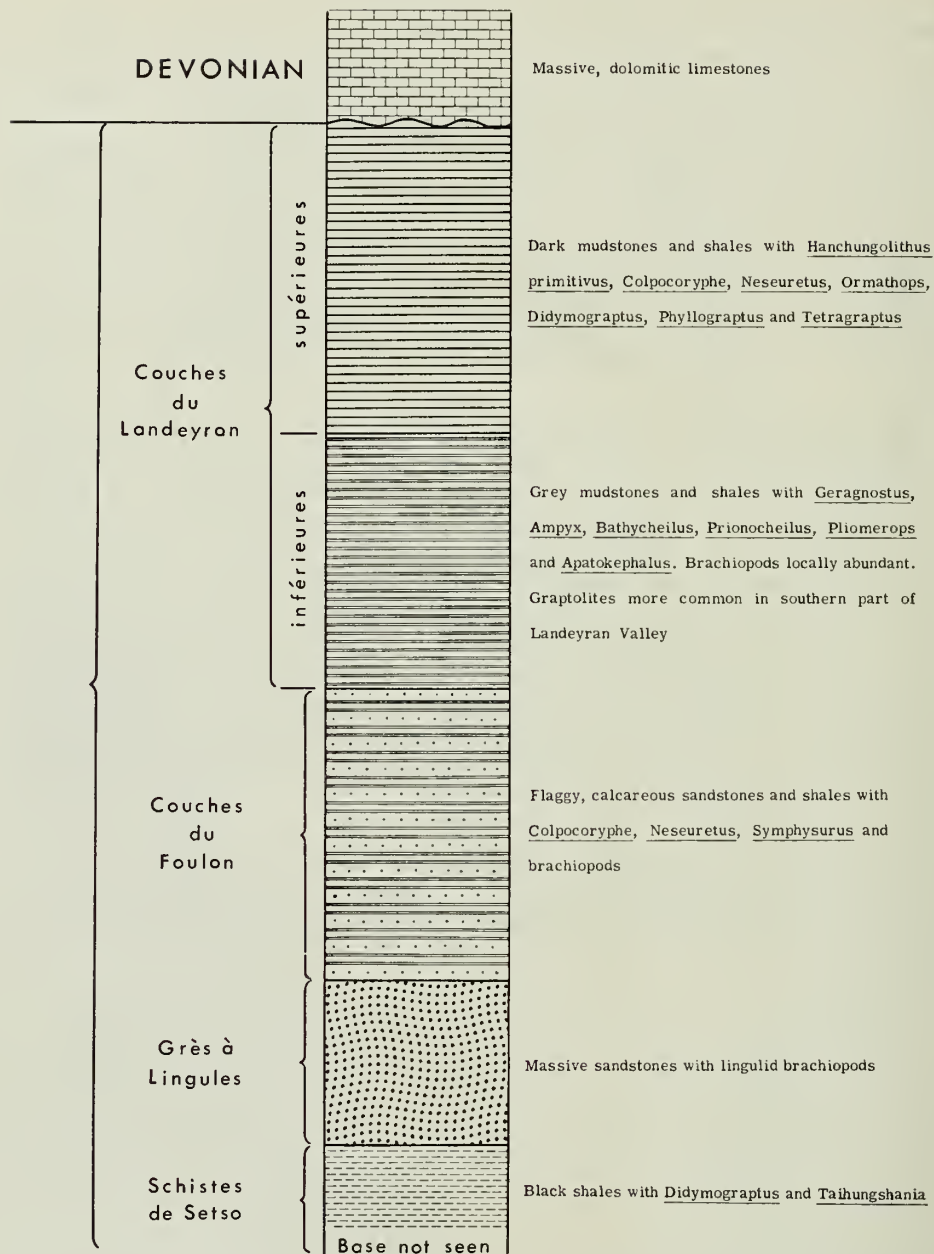 DEVONIAN
Massive, dolomitic limestones
supérieures
Dark mudstones and shales with Hanchungolithus
primitivus, Colpocoryphe, Neseuretus, Ormathops,
Didymograptus, Phyllograptus and Tetragraptus
Couches
du
Landeyran
inférieures
Grey mudstones and shales with Geragnostus,
Ampyx, Bathycheilus, Prionocheilus, Pliomerops
and Apatokephalus. Brachiopods locally abundant.
Graptolites more common in southern part of
Landeyran Valley
Couches
du
Foulon
Flaggy, calcareous sandstones and shales with
Colpocoryphe, Neseuretus, Symphysurus and
brachiopods
Grès à
Lingules
Massive sandstones with lingulid brachiopods
Schistes
de Setso
Black shales with Didymograptus and Taihungshania
Base not seen